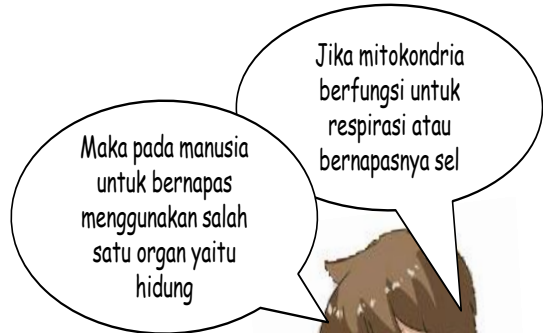 Jika mitokondria
berfungsi untuk
respirasi atau
bernapasnya sel
Maka pada manusia
untuk bernapas
menggunakan salah
satu organ yaitu
hidung